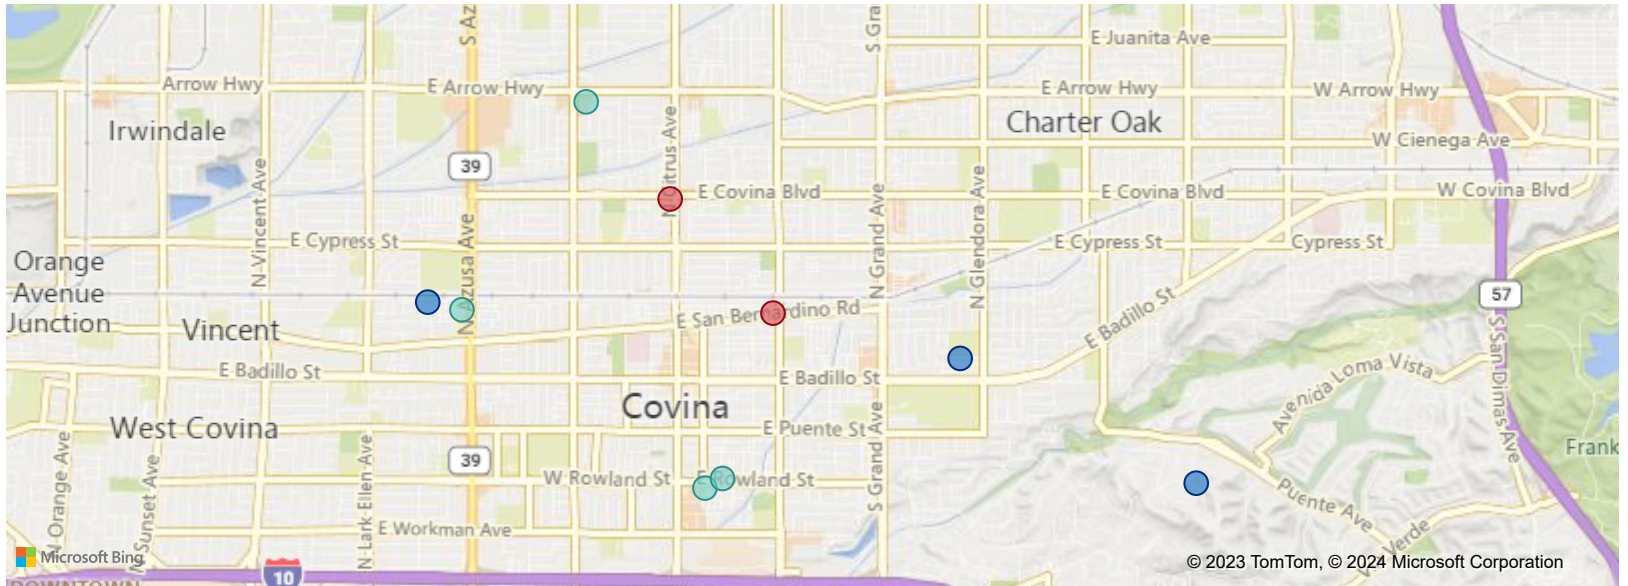 S Az
S Gra
E Juanita Ave
Arrow Hwy
E Arrow Hwy
E Arrow Hwy
W Arrow Hwy
Irwindale
Charter Oak
W Cienega Ave
39
N Citrus Ave
E Covina Blvd
E Covina Blvd
W Covina Blvd
N Vincent Ave
N Azusa Ave
N Grand Ave
N Glendora Ave
E Cypress St
E Cypress St
Cypress St
Orange
Avenue
Junction
Vincent
E San Bernardino Rd
57
E Badillo St
E Badillo St
E Badillo St
Avenida Loma Vista
S San Dimas Ave
Covina
West Covina
E Puente St
S Grand Ave
Frank
39
N Orange Ave
N Sunset Ave
N Lark Ellen Ave
W Rowland St
E Rowland St
Puente Ave
Verde
E Workman Ave
Microsoft Bing
10
© 2023 TomTom, © 2024 Microsoft Corporation
DOWNTOWN